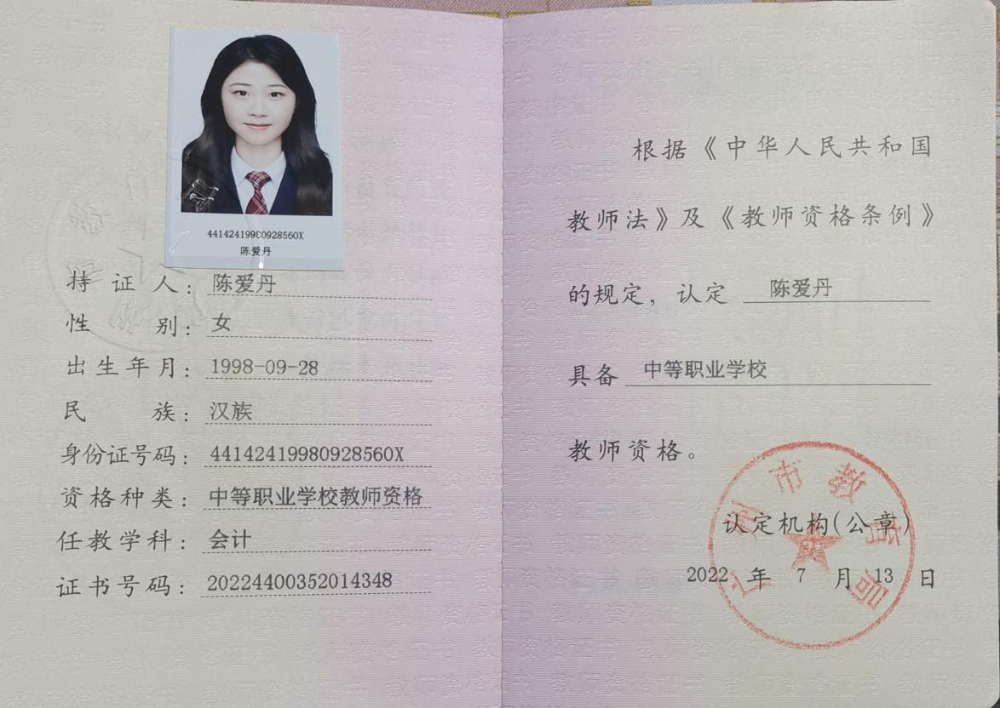 44142419980928560X
陈爱丹
持证人：陈爱丹
性别：女
出生年月：1998-09-28
民族：汉族
身份证号码：44142419980928560X
资格种类：中等职业学校教师资格
任教学科：会计
证书号码：20224400352014348
根据《中华人民共和国
教师法》及《教师资格条例》
的规定，认定 陈爱丹
具备 中等职业学校
教师资格。
广州市教育局
认定机构(公章)
2022 年 7 月 13 日